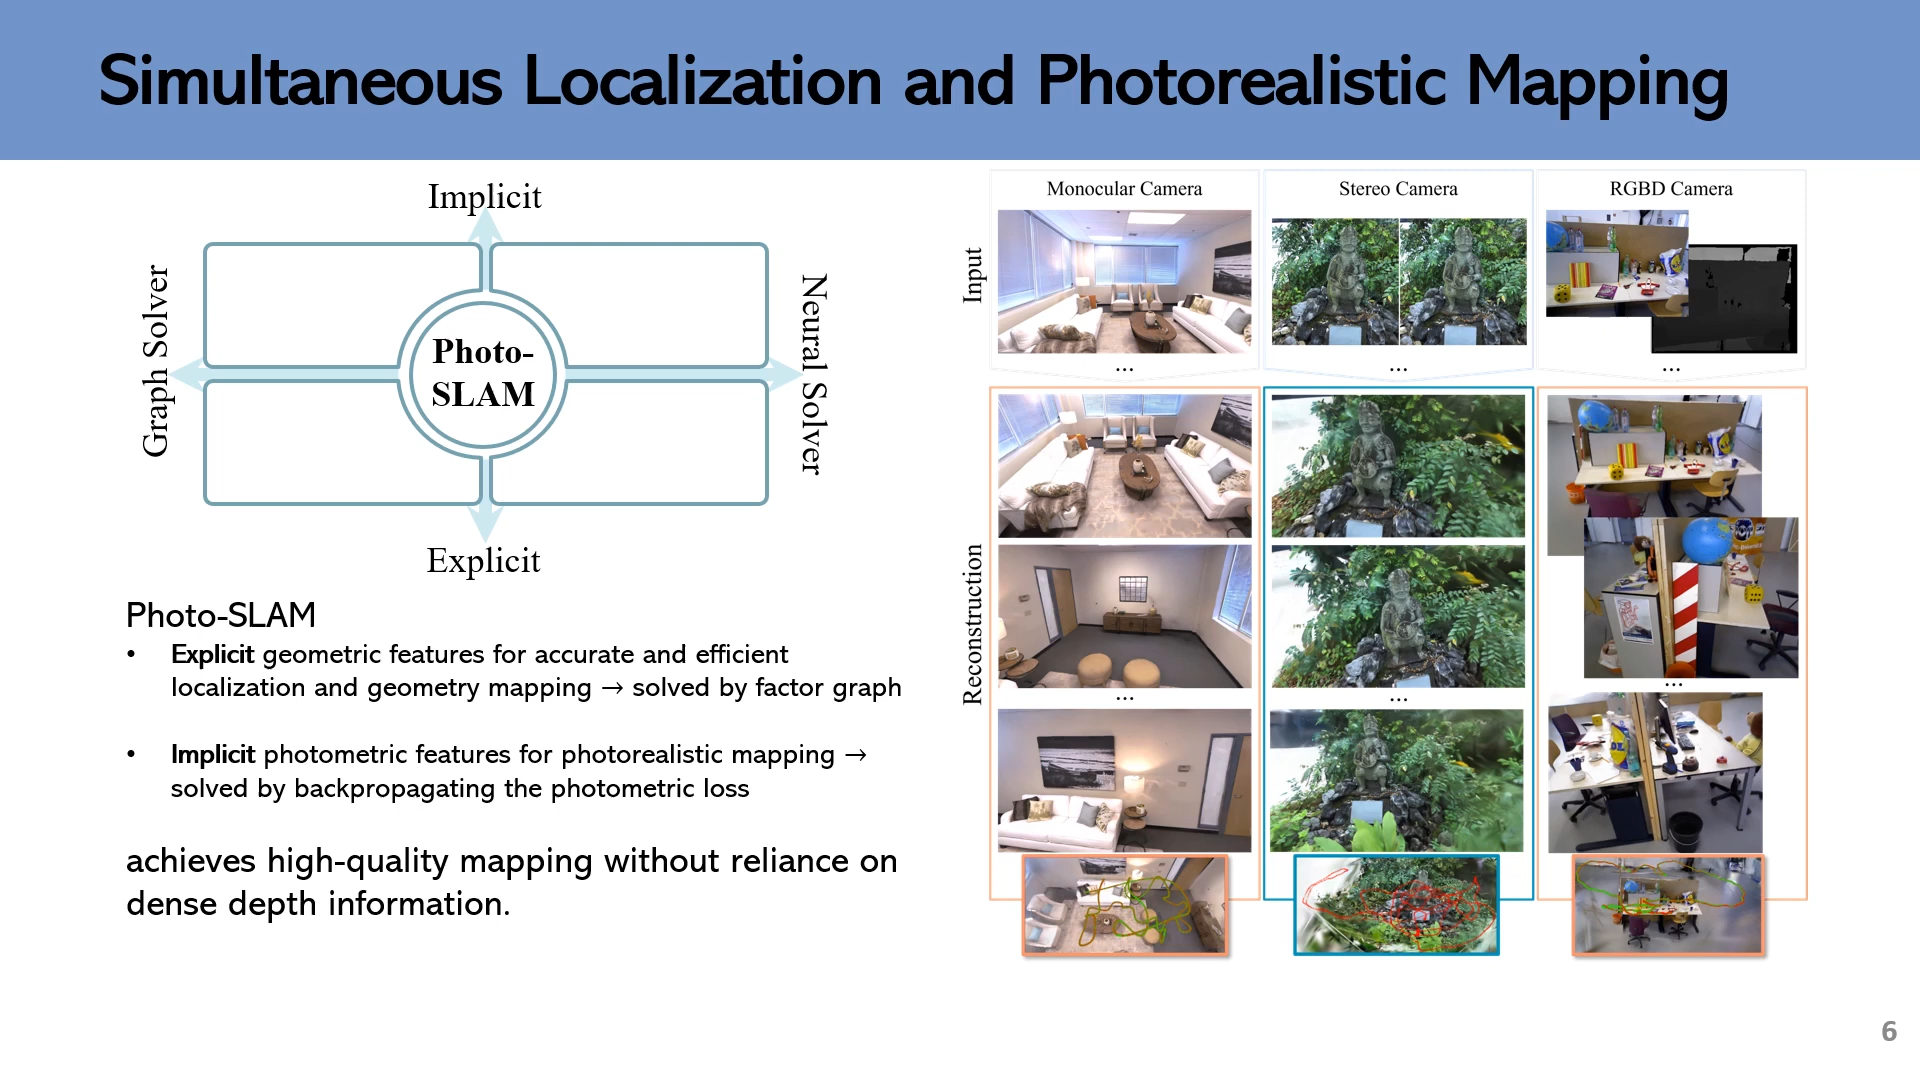 Simultaneous Localization and Photorealistic Mapping
Implicit
Graph Solver
Neural Solver
Photo-
SLAM
Explicit
Photo-SLAM
• Explicit geometric features for accurate and efficient
localization and geometry mapping → solved by factor graph
• Implicit photometric features for photorealistic mapping →
solved by backpropagating the photometric loss
achieves high-quality mapping without reliance on
dense depth information.
Monocular Camera
Stereo Camera
RGBD Camera
Input
...
...
...
Reconstruction
...
...
...
6